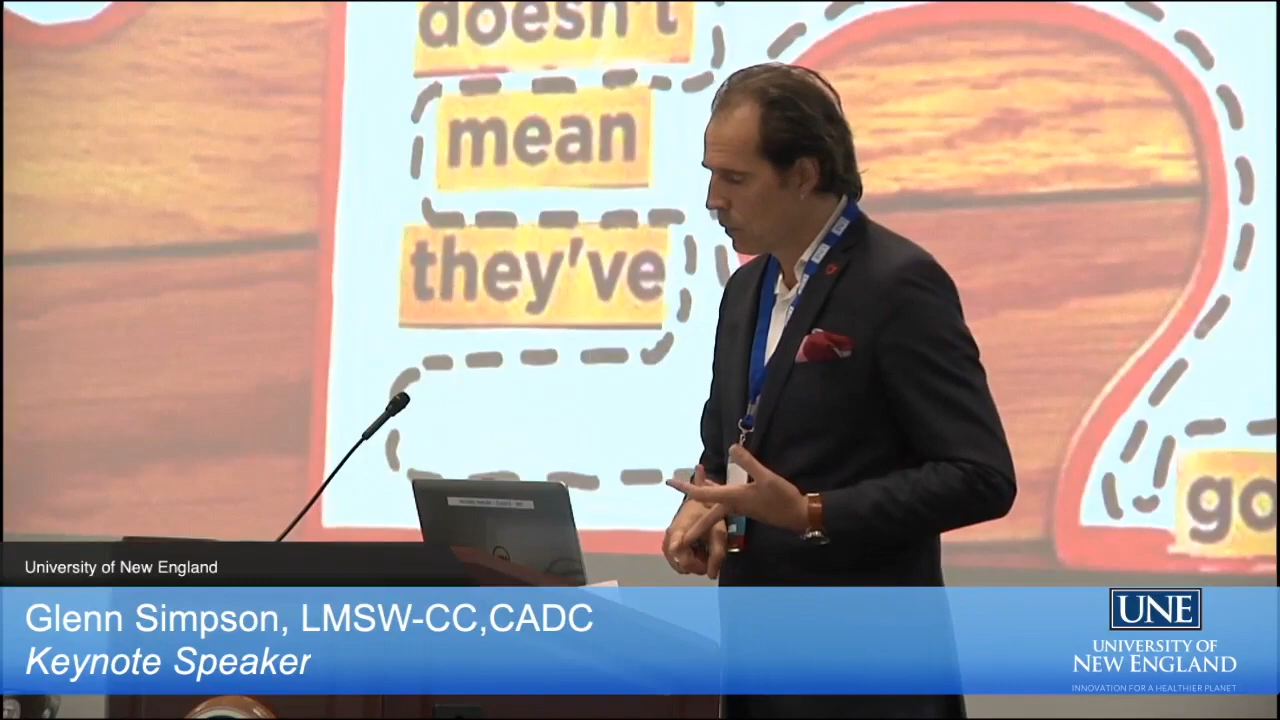 doesn't
mean
they've
go
University of New England
Glenn Simpson, LMSW-CC,CADC
Keynote Speaker
UNE
UNIVERSITY OF
NEW ENGLAND
INNOVATION FOR A HEALTHIER PLANET